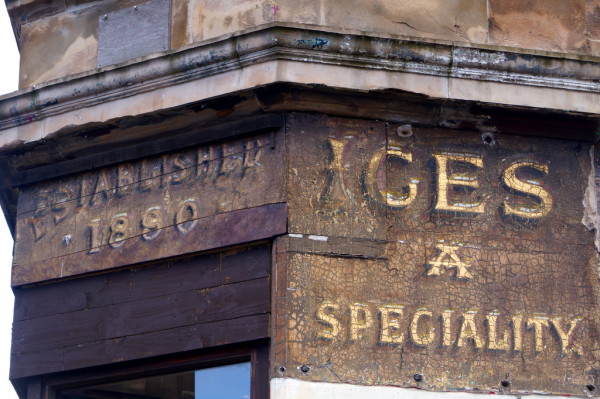 ESTABLISHED
1890
ICES
A
SPECIALITY.